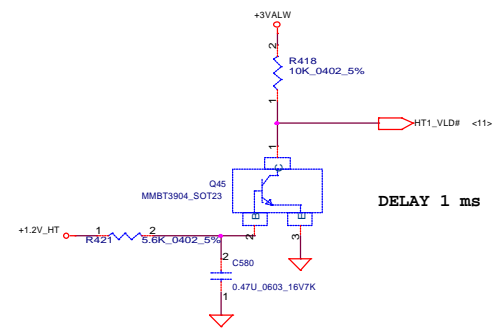 +3VALW
2
R418
10K_0402_5%
1
HT1_VLD# <11>
1
C
Q45
MMBT3904_SOT23
B
E
DELAY 1 ms
+1.2V_HT
1
2
R421
5.6K_0402_5%
2
3
2
C580
1
0.47U_0603_16V7K